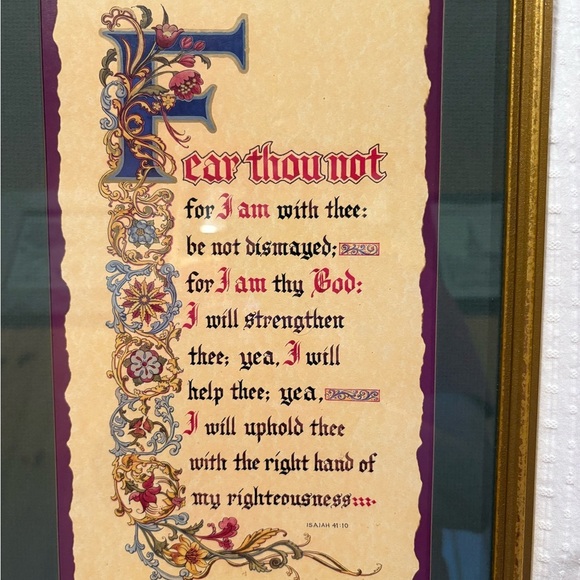 Fear thou not
for I am with thee:
be not dismayed;
for I am thy God:
I will strengthen
thee; yea, I will
help thee; yea,
I will uphold thee
with the right hand of
my righteousness
ISAIAH 41:10